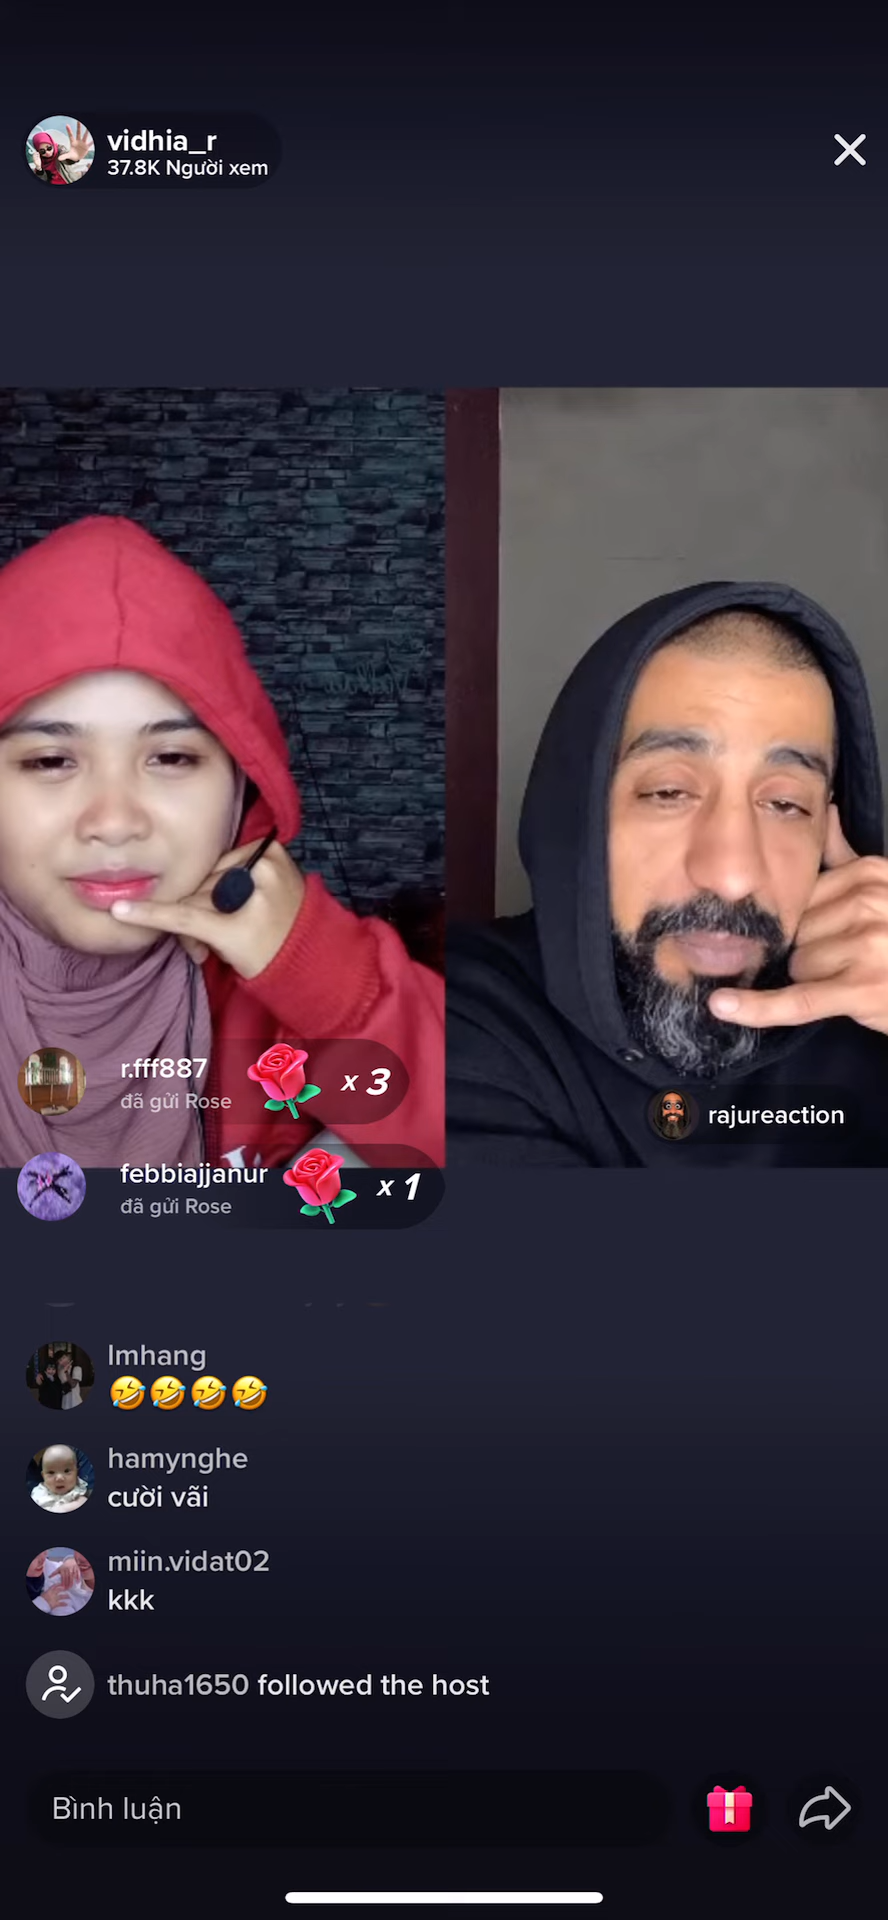 vidhia_r
37.8K Người xem
r.fff887
đã gửi Rose
x 3
rajureaction
febbiajjanur
đã gửi Rose
x 1
lmhang
🤣🤣🤣🤣
hamynghe
cười vãi
miin.vidat02
kkk
thuha1650 followed the host
Bình luận